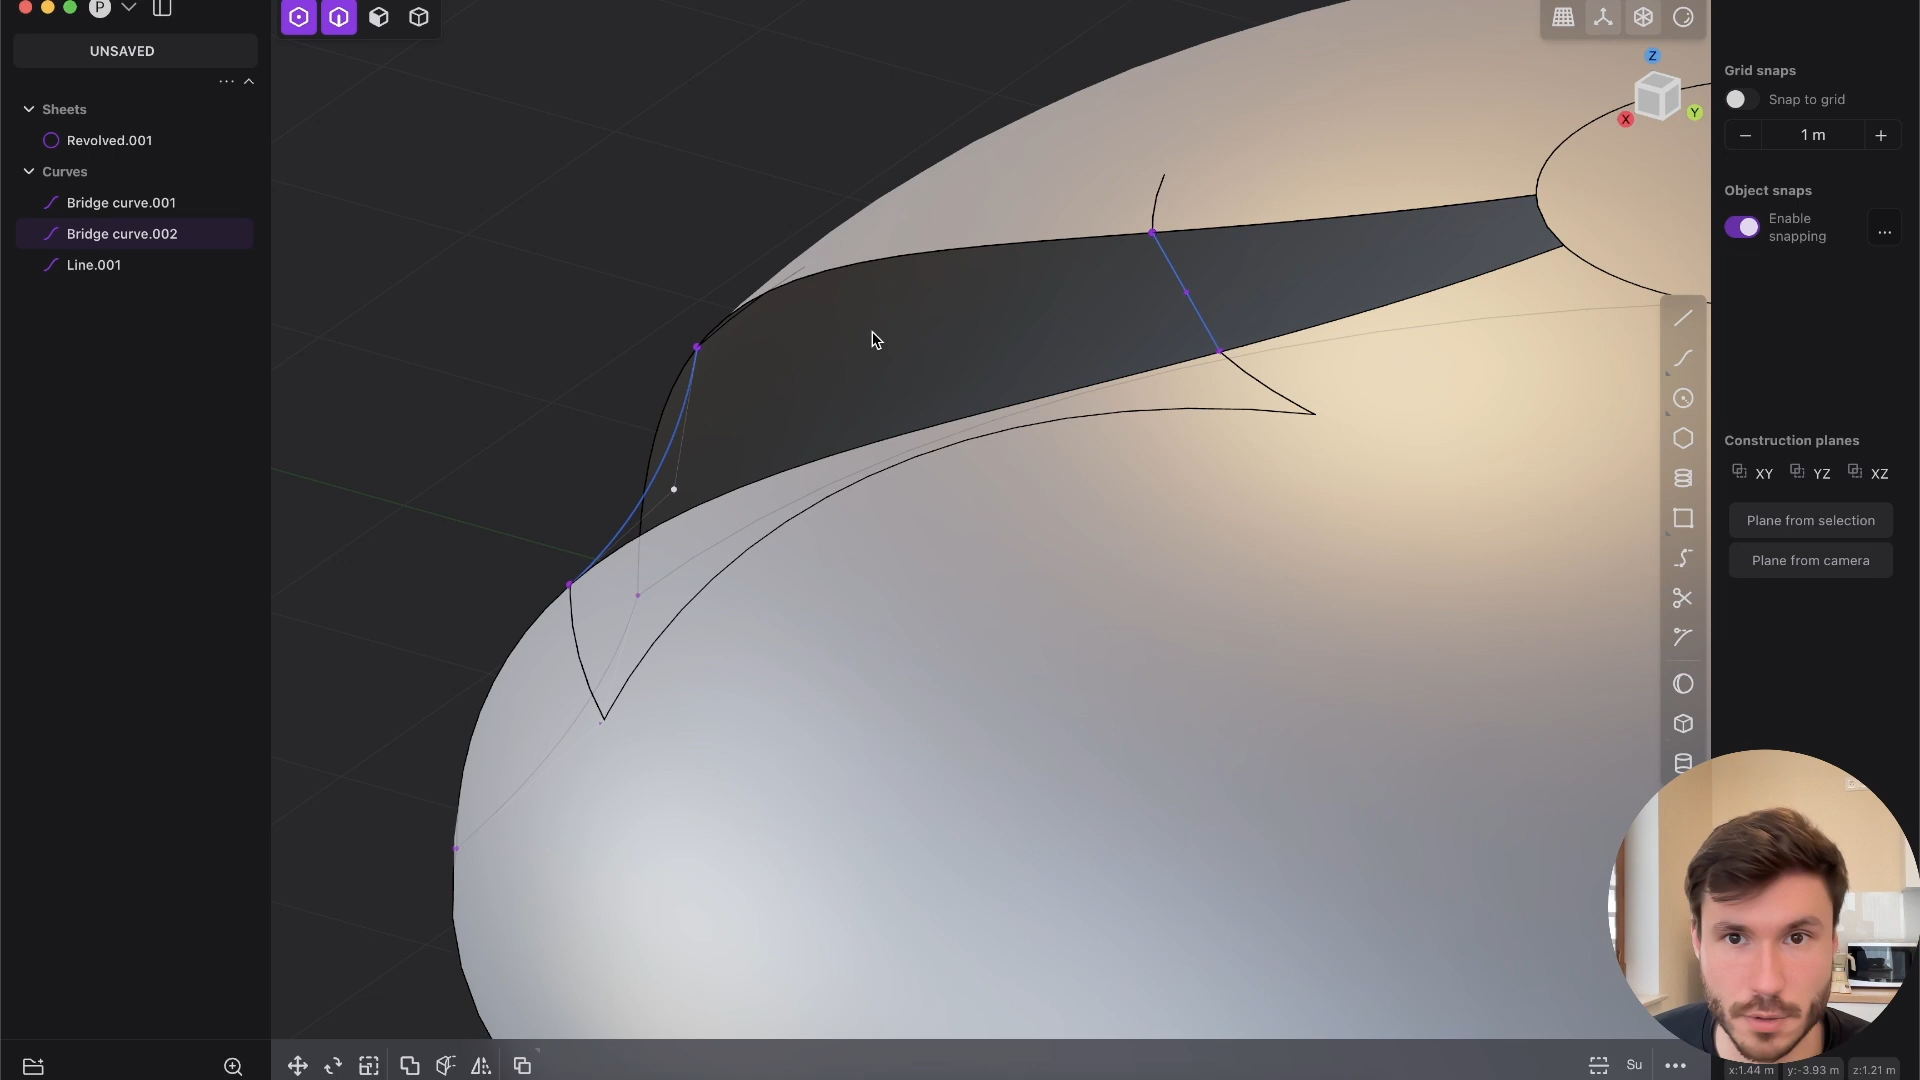 P
UNSAVED
...
Sheets
Revolved.001
Curves
Bridge curve.001
Bridge curve.002
Line.001
Z
X
Y
Grid snaps
Snap to grid
− 1 m +
Object snaps
Enable
snapping
...
Construction planes
XY YZ XZ
Plane from selection
Plane from camera
Su
x:1.44 m y:-3.93 m z:1.21 m